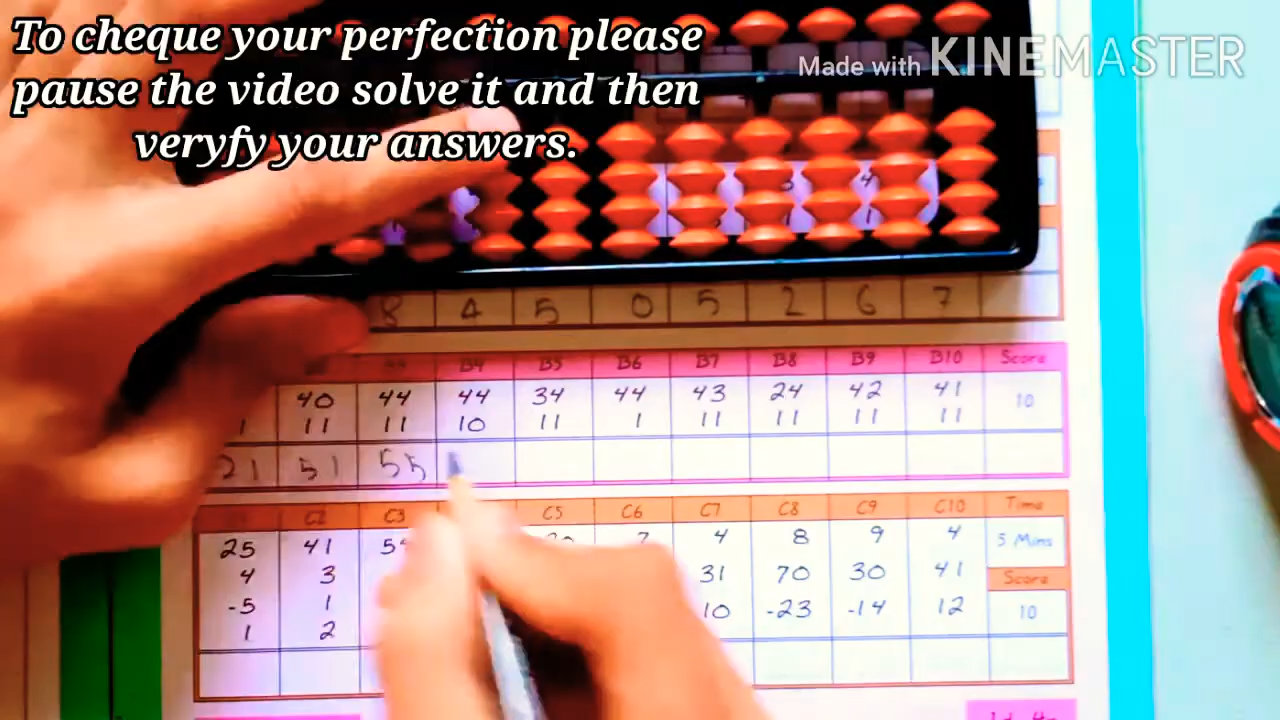 To cheque your perfection please
pause the video solve it and then
veryfy your answers.
Made with KINEMASTER
8 4 5 0 5 2 6 7
B4 B5 B6 B7 B8 B9 B10 Score
40 44 44 34 44 43 24 42 41 10
1 11 11 10 11 1 11 11 11 11
21 51 55
C2 C3 C5 C6 C7 C8 C9 C10 Time
25 41 7 4 8 9 4 5 Mins
4 3 31 70 30 41 Score
-5 1 10 -23 -14 12 10
1 2